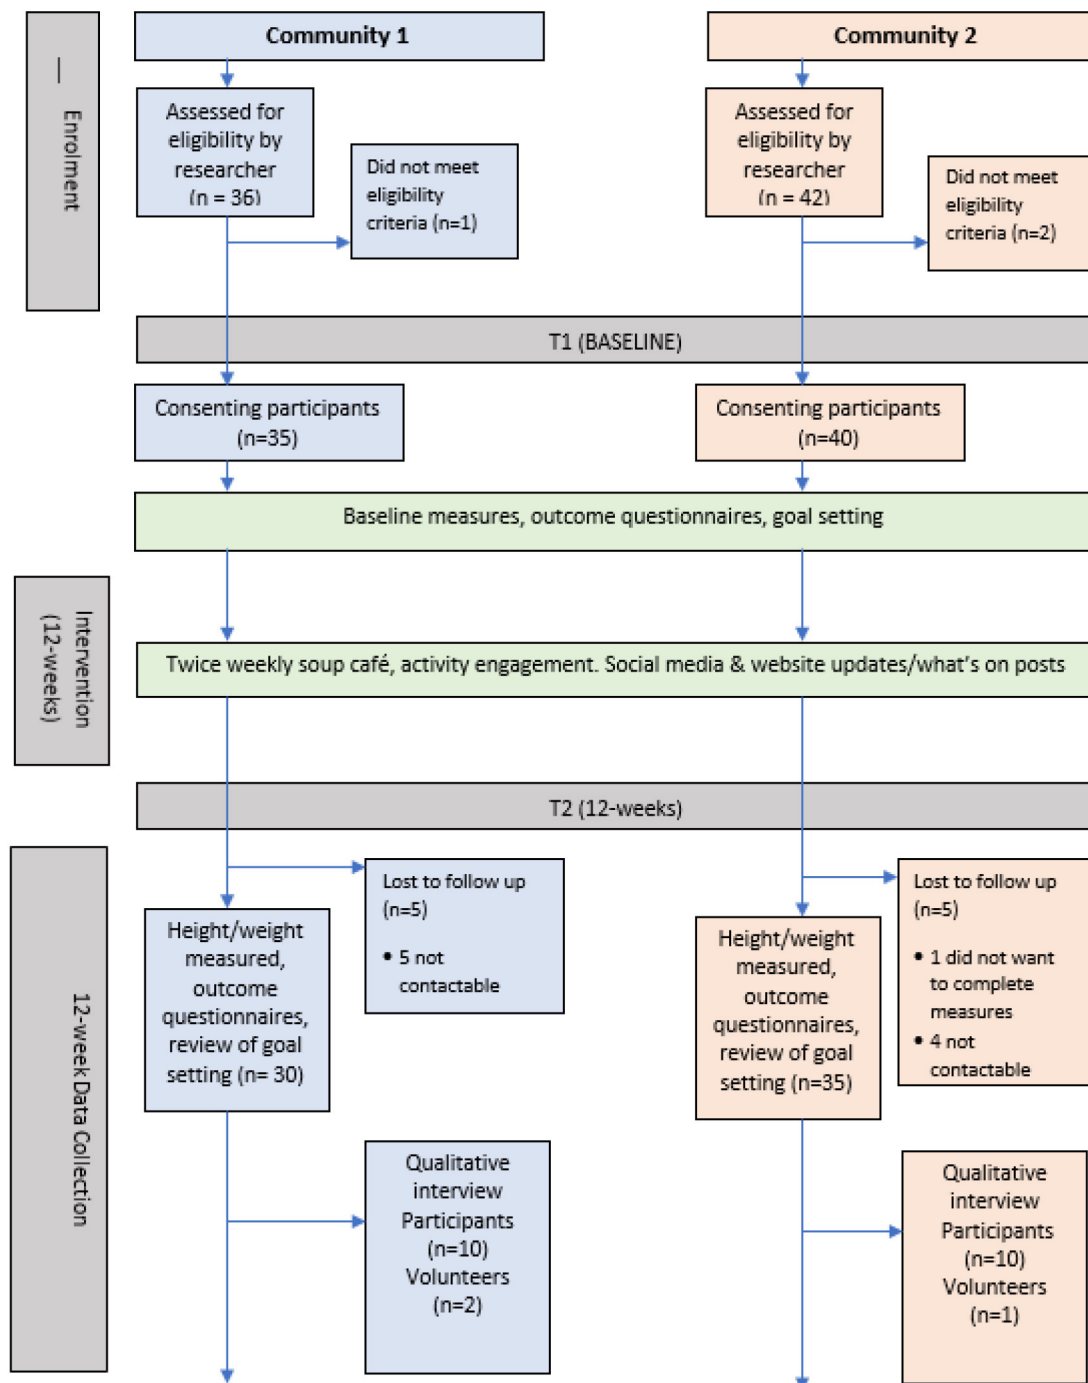 Community 1
Community 2
Enrolment
Assessed for
eligibility by
researcher
(n = 36)
Did not meet
eligibility
criteria (n=1)
Assessed for
eligibility by
researcher
(n = 42)
Did not meet
eligibility
criteria (n=2)
T1 (BASELINE)
Consenting participants
(n=35)
Consenting participants
(n=40)
Baseline measures, outcome questionnaires, goal setting
Intervention
(12-weeks)
Twice weekly soup café, activity engagement. Social media & website updates/what's on posts
T2 (12-weeks)
12-week Data Collection
Lost to follow up
(n=5)
• 5 not
contactable
Height/weight
measured,
outcome
questionnaires,
review of goal
setting (n= 30)
Lost to follow up
(n=5)
• 1 did not want
to complete
measures
• 4 not
contactable
Height/weight
measured,
outcome
questionnaires,
review of goal
setting (n=35)
Qualitative
interview
Participants
(n=10)
Volunteers
(n=2)
Qualitative
interview
Participants
(n=10)
Volunteers
(n=1)